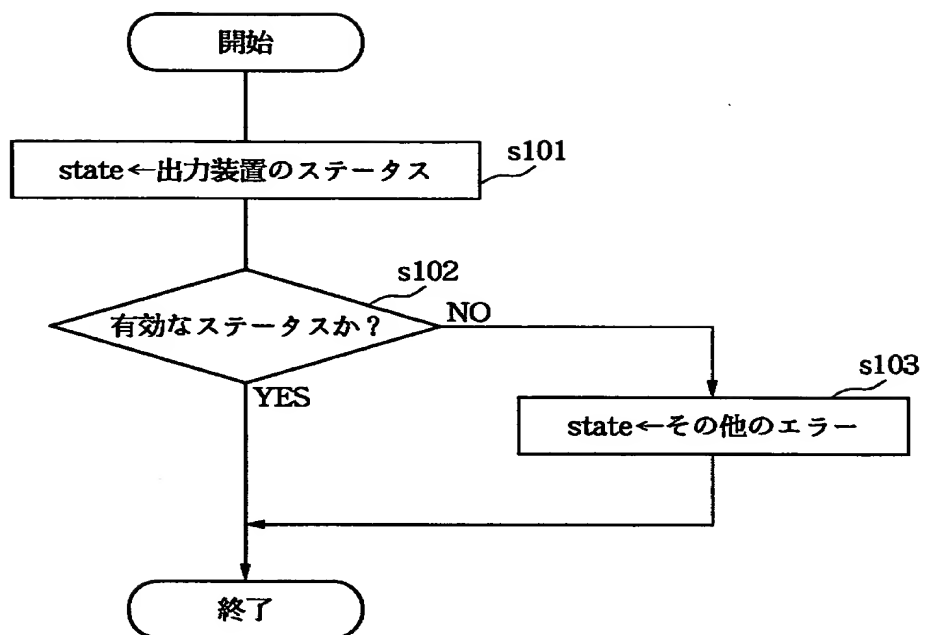 開始
state←出力装置のステータス
s101
s102
有効なステータスか？
NO
YES
s103
state←その他のエラー
終了